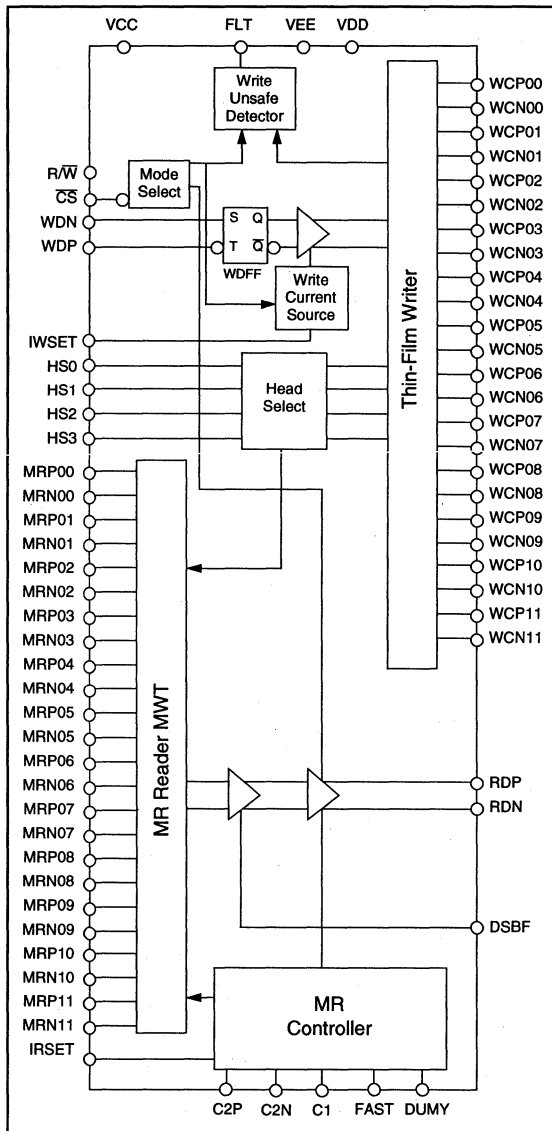 VCC FLT VEE VDD
Write
Unsafe
Detector
R/W̅
C̅S̅
WDN
WDP
Mode
Select
S Q
T Q̅
WDFF
Write
Current
Source
IWSET
HS0
HS1
HS2
HS3
Head
Select
Thin-Film Writer
WCP00
WCN00
WCP01
WCN01
WCP02
WCN02
WCP03
WCN03
WCP04
WCN04
WCP05
WCN05
WCP06
WCN06
WCP07
WCN07
WCP08
WCN08
WCP09
WCN09
WCP10
WCN10
WCP11
WCN11
MRP00
MRN00
MRP01
MRN01
MRP02
MRN02
MRP03
MRN03
MRP04
MRN04
MRP05
MRN05
MRP06
MRN06
MRP07
MRN07
MRP08
MRN08
MRP09
MRN09
MRP10
MRN10
MRP11
MRN11
IRSET
MR Reader MWT
RDP
RDN
DSBF
MR
Controller
C2P C2N C1 FAST DUMY